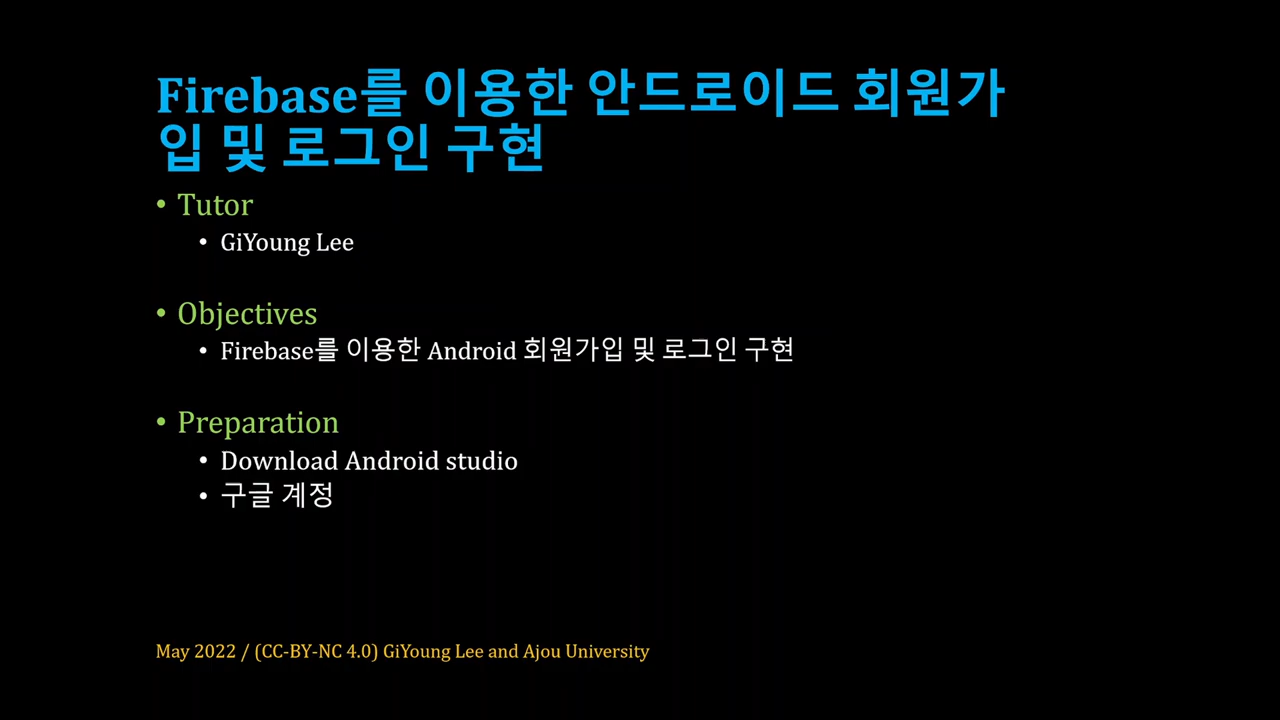 Firebase를 이용한 안드로이드 회원가
입 및 로그인 구현
• Tutor
• GiYoung Lee
• Objectives
• Firebase를 이용한 Android 회원가입 및 로그인 구현
• Preparation
• Download Android studio
• 구글 계정
May 2022 / (CC-BY-NC 4.0) GiYoung Lee and Ajou University